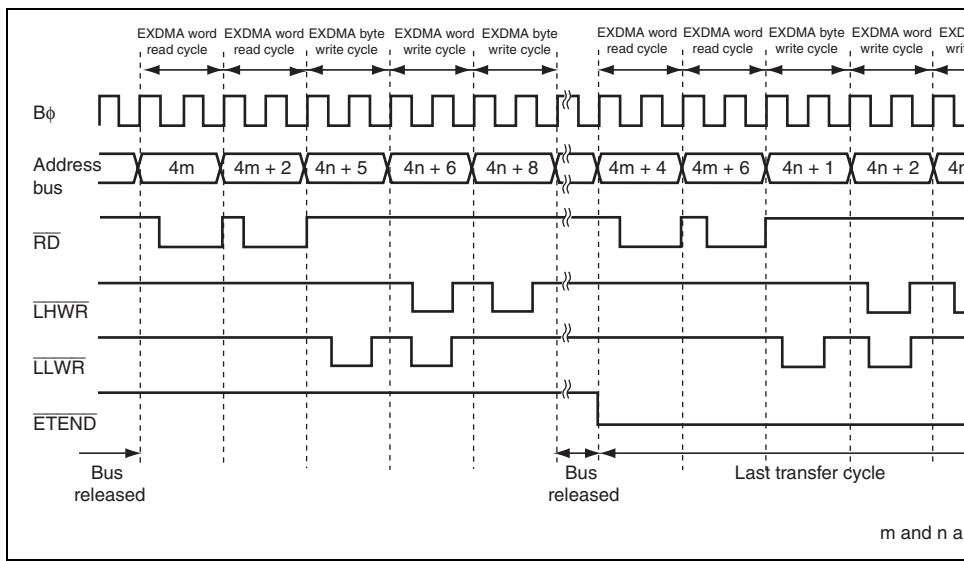 EXDMA word read cycle
EXDMA word read cycle
EXDMA byte write cycle
EXDMA word write cycle
EXDMA byte write cycle
EXDMA word read cycle
EXDMA word read cycle
EXDMA byte write cycle
EXDMA word write cycle
Bφ
Address bus
4m
4m + 2
4n + 5
4n + 6
4n + 8
4m + 4
4m + 6
4n + 1
4n + 2
RD
LHWR
LLWR
ETEND
Bus released
Bus released
Last transfer cycle
m and n a